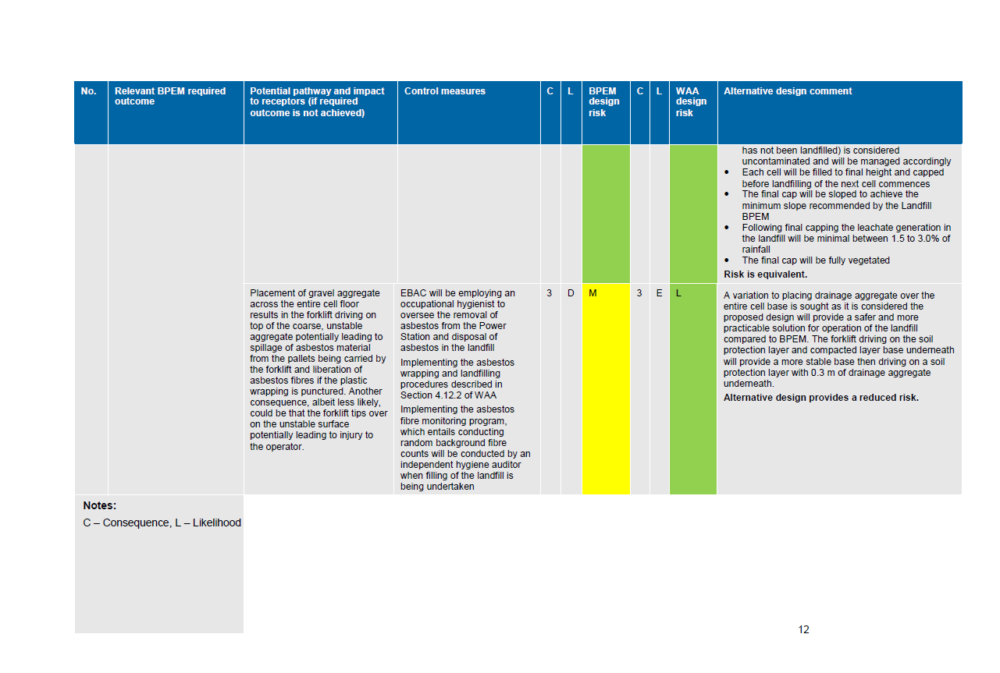 No.
Relevant BPEM required
outcome
Potential pathway and impact
to receptors (if required
outcome is not achieved)
Control measures
C
L
BPEM
design
risk
C
L
WAA
design
risk
Alternative design comment
has not been landfilled) is considered
uncontaminated and will be managed accordingly
• Each cell will be filled to final height and capped
before landfilling of the next cell commences
• The final cap will be sloped to achieve the
minimum slope recommended by the Landfill
BPEM
• Following final capping the leachate generation in
the landfill will be minimal between 1.5 to 3.0% of
rainfall
• The final cap will be fully vegetated
Risk is equivalent.
Placement of gravel aggregate
across the entire cell floor
results in the forklift driving on
top of the coarse, unstable
aggregate potentially leading to
spillage of asbestos material
from the pallets being carried by
the forklift and liberation of
asbestos fibres if the plastic
wrapping is punctured. Another
consequence, albeit less likely,
could be that the forklift tips over
on the unstable surface
potentially leading to injury to
the operator.
EBAC will be employing an
occupational hygienist to
oversee the removal of
asbestos from the Power
Station and disposal of
asbestos in the landfill
Implementing the asbestos
wrapping and landfilling
procedures described in
Section 4.12.2 of WAA
Implementing the asbestos
fibre monitoring program,
which entails conducting
random background fibre
counts will be conducted by an
independent hygiene auditor
when filling of the landfill is
being undertaken
3
D
M
3
E
L
A variation to placing drainage aggregate over the
entire cell base is sought as it is considered the
proposed design will provide a safer and more
practicable solution for operation of the landfill
compared to BPEM. The forklift driving on the soil
protection layer and compacted layer base underneath
will provide a more stable base then driving on a soil
protection layer with 0.3 m of drainage aggregate
underneath.
Alternative design provides a reduced risk.
Notes:
C – Consequence, L – Likelihood
12